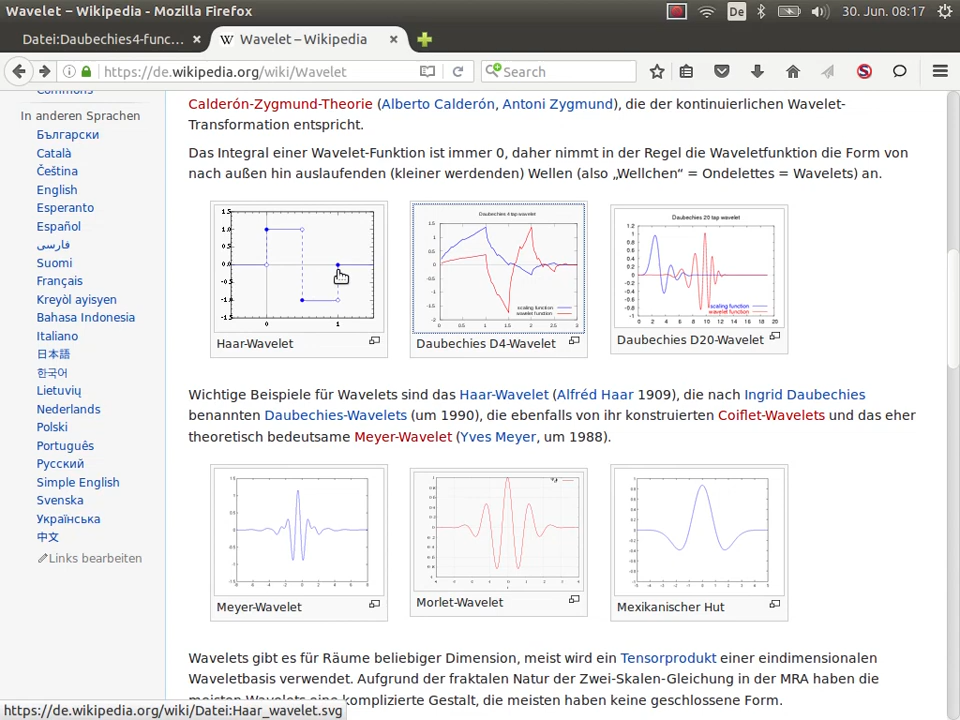 Wavelet – Wikipedia - Mozilla Firefox
De
30. Jun. 08:17
Datei:Daubechies4-func…
W Wavelet – Wikipedia
https://de.wikipedia.org/wiki/Wavelet
Search
Commons
In anderen Sprachen
Български
Català
Čeština
English
Esperanto
Español
فارسی
Suomi
Français
Kreyòl ayisyen
Bahasa Indonesia
Italiano
日本語
한국어
Lietuvių
Nederlands
Polski
Português
Русский
Simple English
Svenska
Українська
中文
Links bearbeiten
Calderón-Zygmund-Theorie (Alberto Calderón, Antoni Zygmund), die der kontinuierlichen Wavelet-
Transformation entspricht.
Das Integral einer Wavelet-Funktion ist immer 0, daher nimmt in der Regel die Waveletfunktion die Form von
nach außen hin auslaufenden (kleiner werdenden) Wellen (also „Wellchen“ = Ondelettes = Wavelets) an.
Daubechies 4 tap wavelet
scaling function
wavelet function
Daubechies 20 tap wavelet
scaling function
wavelet function
Haar-Wavelet
Daubechies D4-Wavelet
Daubechies D20-Wavelet
Wichtige Beispiele für Wavelets sind das Haar-Wavelet (Alfréd Haar 1909), die nach Ingrid Daubechies
benannten Daubechies-Wavelets (um 1990), die ebenfalls von ihr konstruierten Coiflet-Wavelets und das eher
theoretisch bedeutsame Meyer-Wavelet (Yves Meyer, um 1988).
Meyer-Wavelet
Morlet-Wavelet
Mexikanischer Hut
Wavelets gibt es für Räume beliebiger Dimension, meist wird ein Tensorprodukt einer eindimensionalen
Waveletbasis verwendet. Aufgrund der fraktalen Natur der Zwei-Skalen-Gleichung in der MRA haben die
meisten Wavelets eine komplizierte Gestalt, die meisten haben keine geschlossene Form.
https://de.wikipedia.org/wiki/Datei:Haar_wavelet.svg